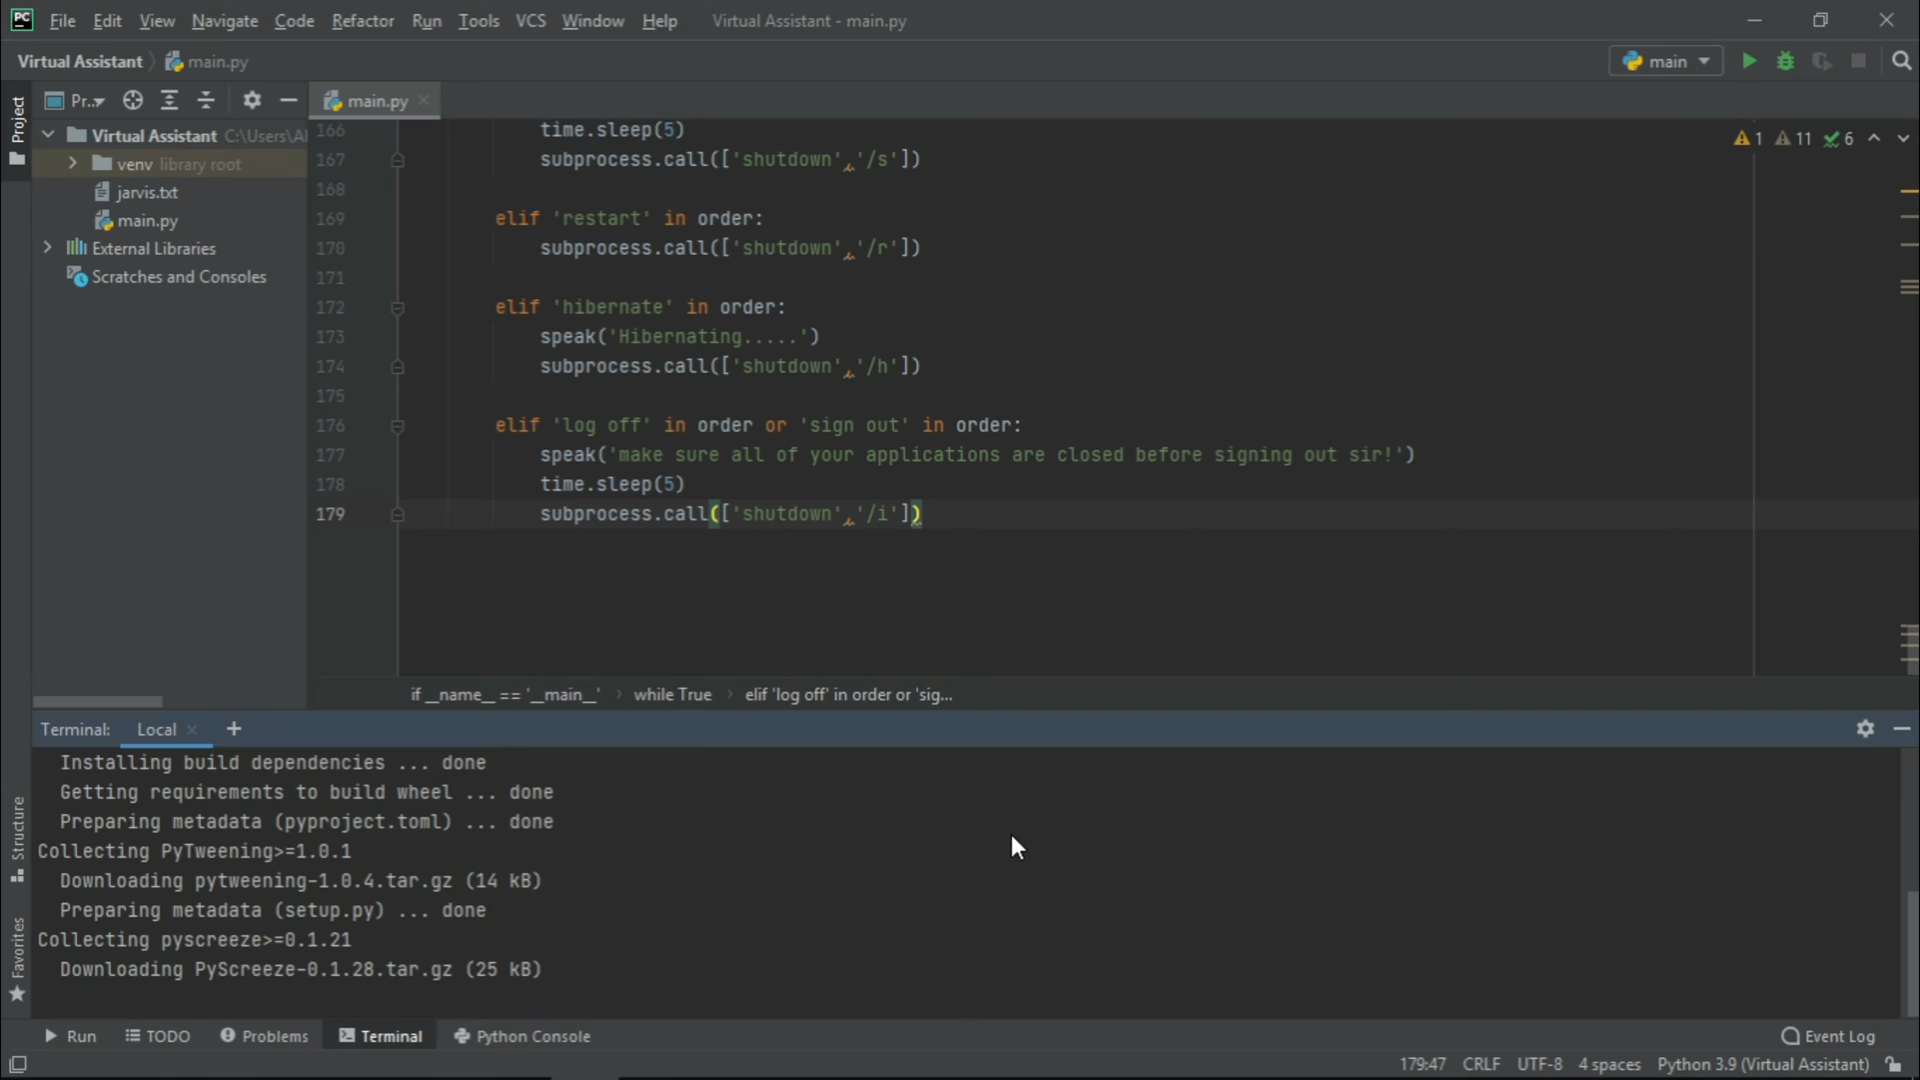 PC File Edit View Navigate Code Refactor Run Tools VCS Window Help Virtual Assistant - main.py
Virtual Assistant main.py main
Project Pr.. main.py
Virtual Assistant C:\Users\Al
venv library root
jarvis.txt
main.py
External Libraries
Scratches and Consoles
1 11 6
166 time.sleep(5)
167 subprocess.call(['shutdown','/s'])
168
169 elif 'restart' in order:
170 subprocess.call(['shutdown','/r'])
171
172 elif 'hibernate' in order:
173 speak('Hibernating.....')
174 subprocess.call(['shutdown','/h'])
175
176 elif 'log off' in order or 'sign out' in order:
177 speak('make sure all of your applications are closed before signing out sir!')
178 time.sleep(5)
179 subprocess.call(['shutdown','/i'])
if __name__ == '__main__' › while True › elif 'log off' in order or 'sig...
Terminal: Local
Installing build dependencies ... done
Getting requirements to build wheel ... done
Preparing metadata (pyproject.toml) ... done
Collecting PyTweening>=1.0.1
Downloading pytweening-1.0.4.tar.gz (14 kB)
Preparing metadata (setup.py) ... done
Collecting pyscreeze>=0.1.21
Downloading PyScreeze-0.1.28.tar.gz (25 kB)
Structure
Favorites
Run TODO Problems Terminal Python Console Event Log
179:47 CRLF UTF-8 4 spaces Python 3.9 (Virtual Assistant)